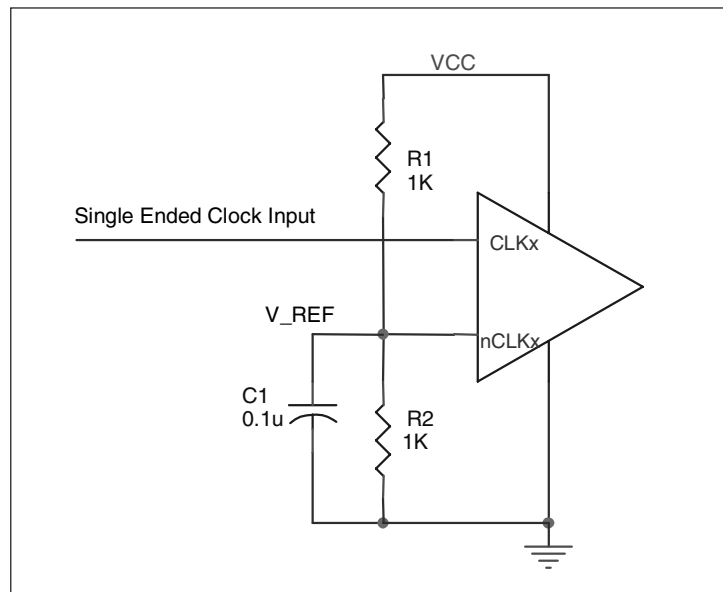 VCC
R1
1K
Single Ended Clock Input
CLKx
V_REF
nCLKx
C1
0.1u
R2
1K